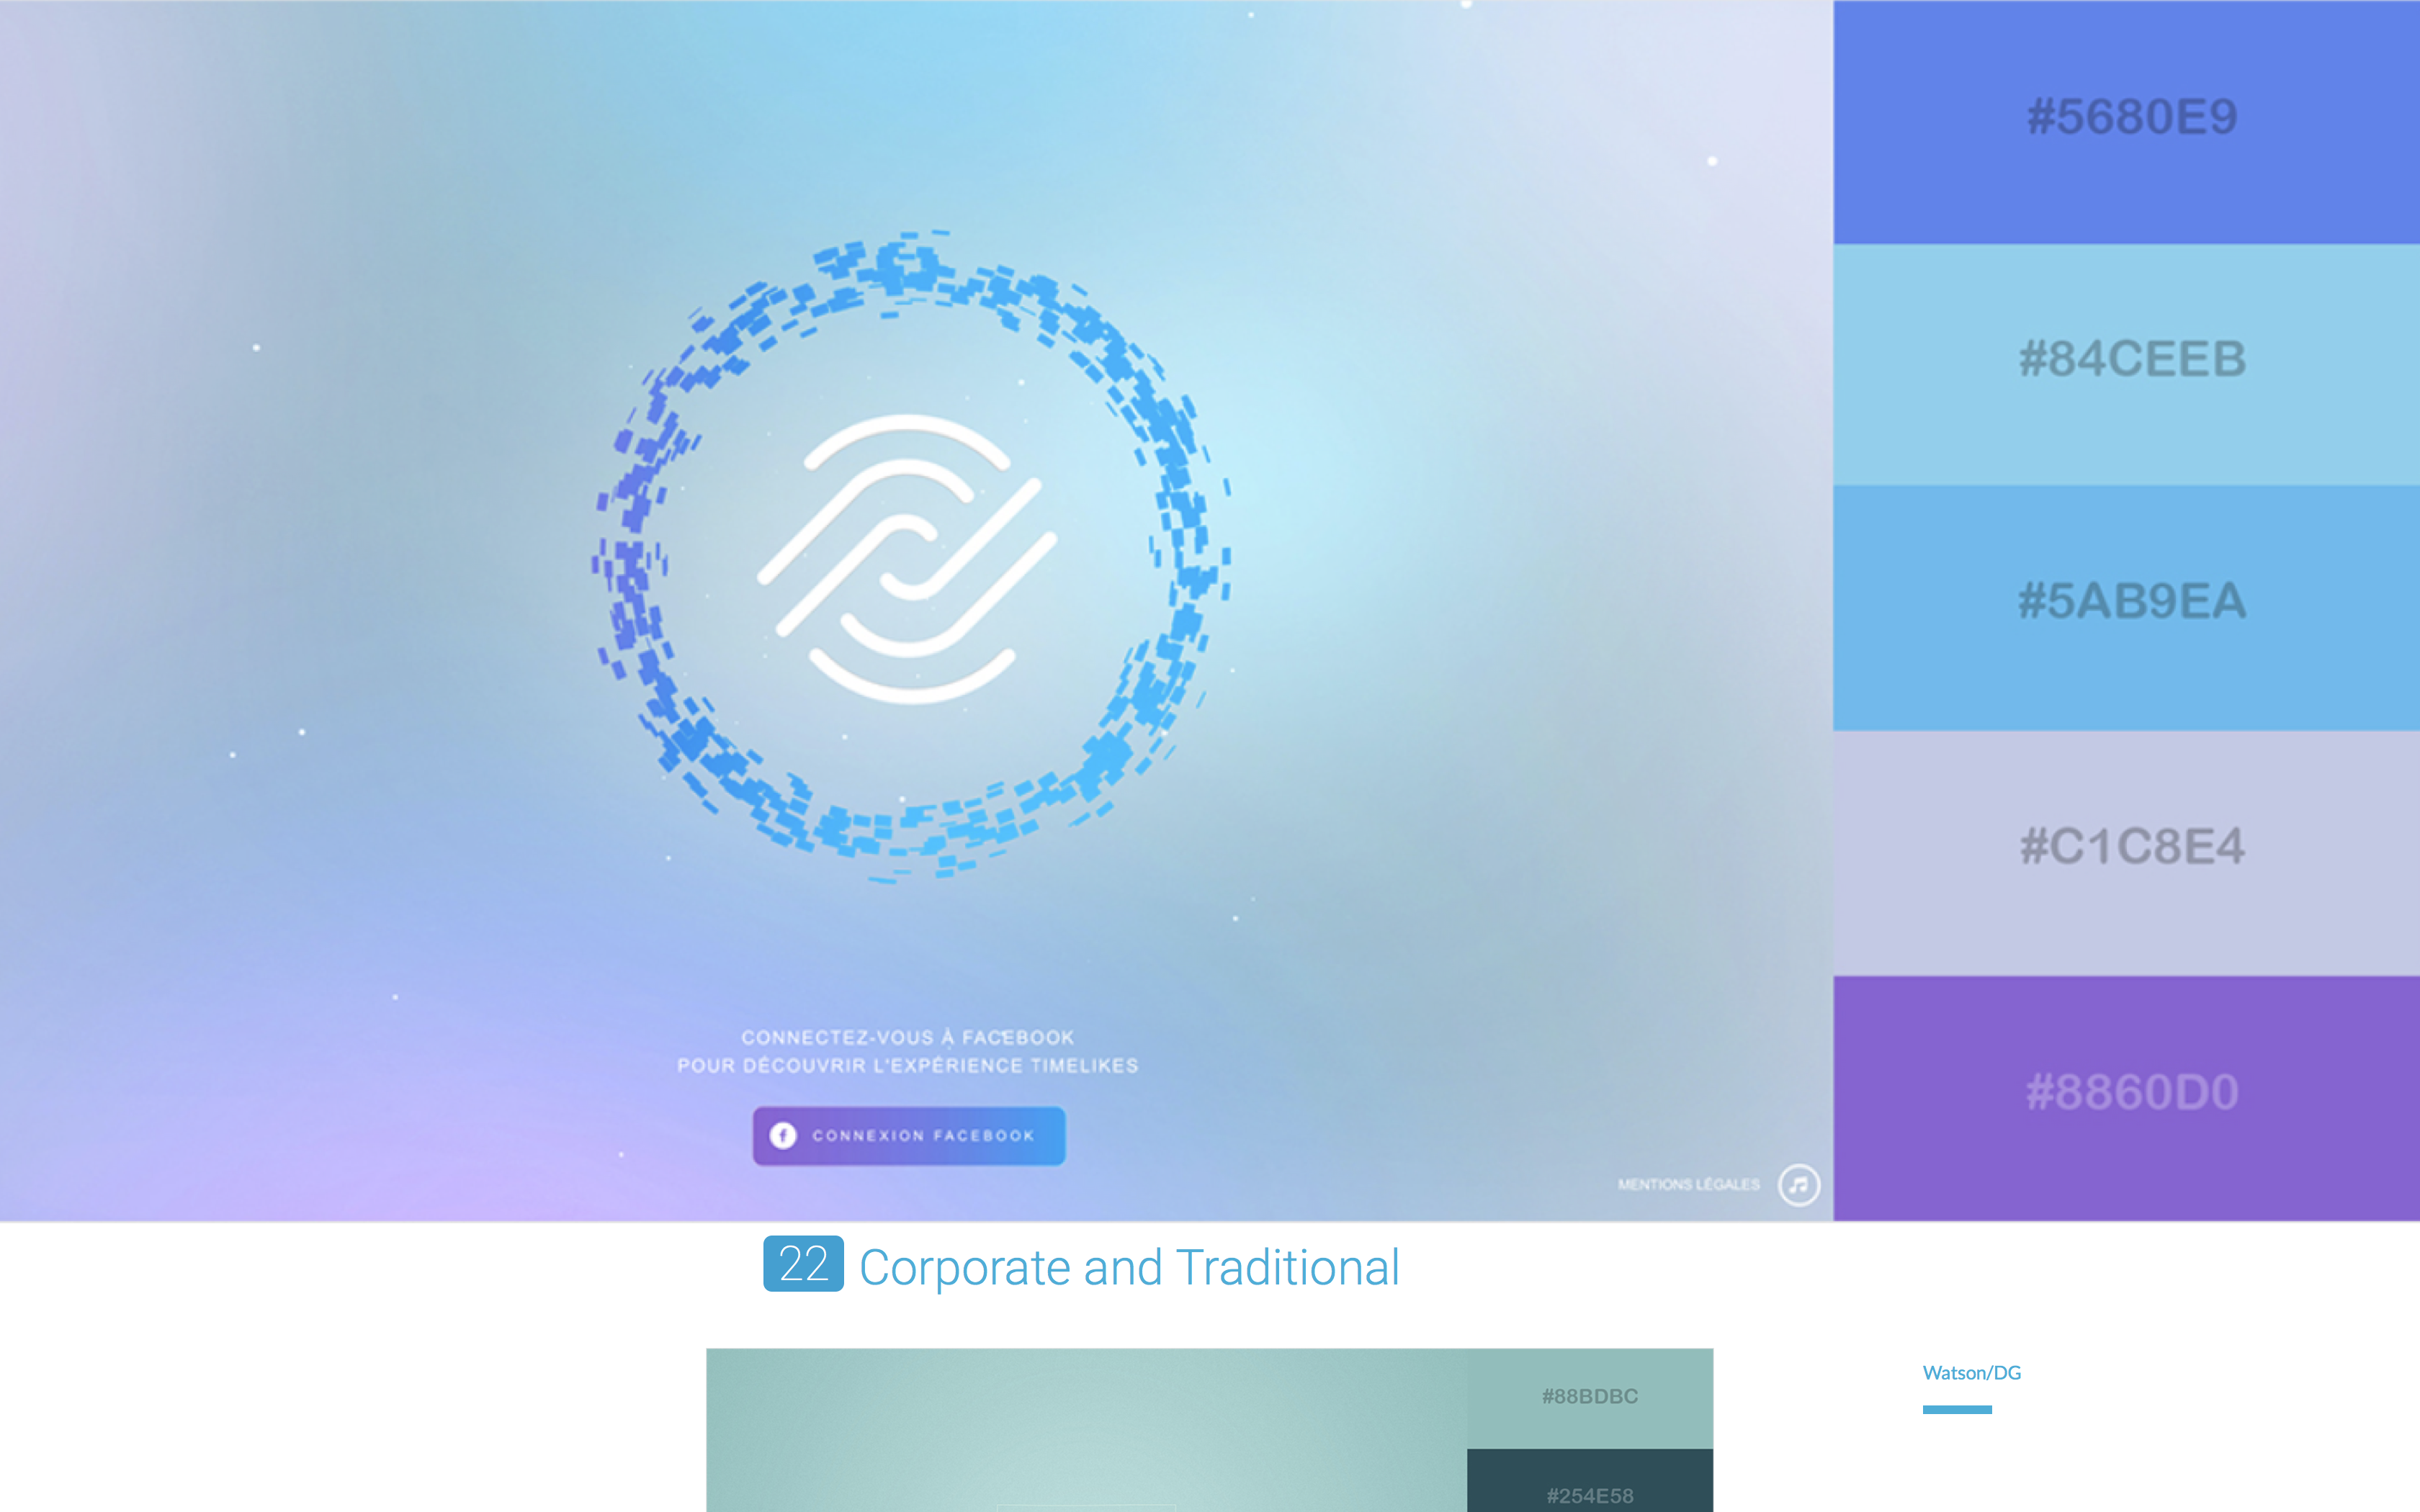 #5680E9
#84CEEB
#5AB9EA
#C1C8E4
#8860D0
CONNECTEZ-VOUS À FACEBOOK
POUR DÉCOUVRIR L'EXPÉRIENCE TIMELIKES
f CONNEXION FACEBOOK
MENTIONS LÉGALES
22 Corporate and Traditional
#88BDBC
#254E58
Watson/DG